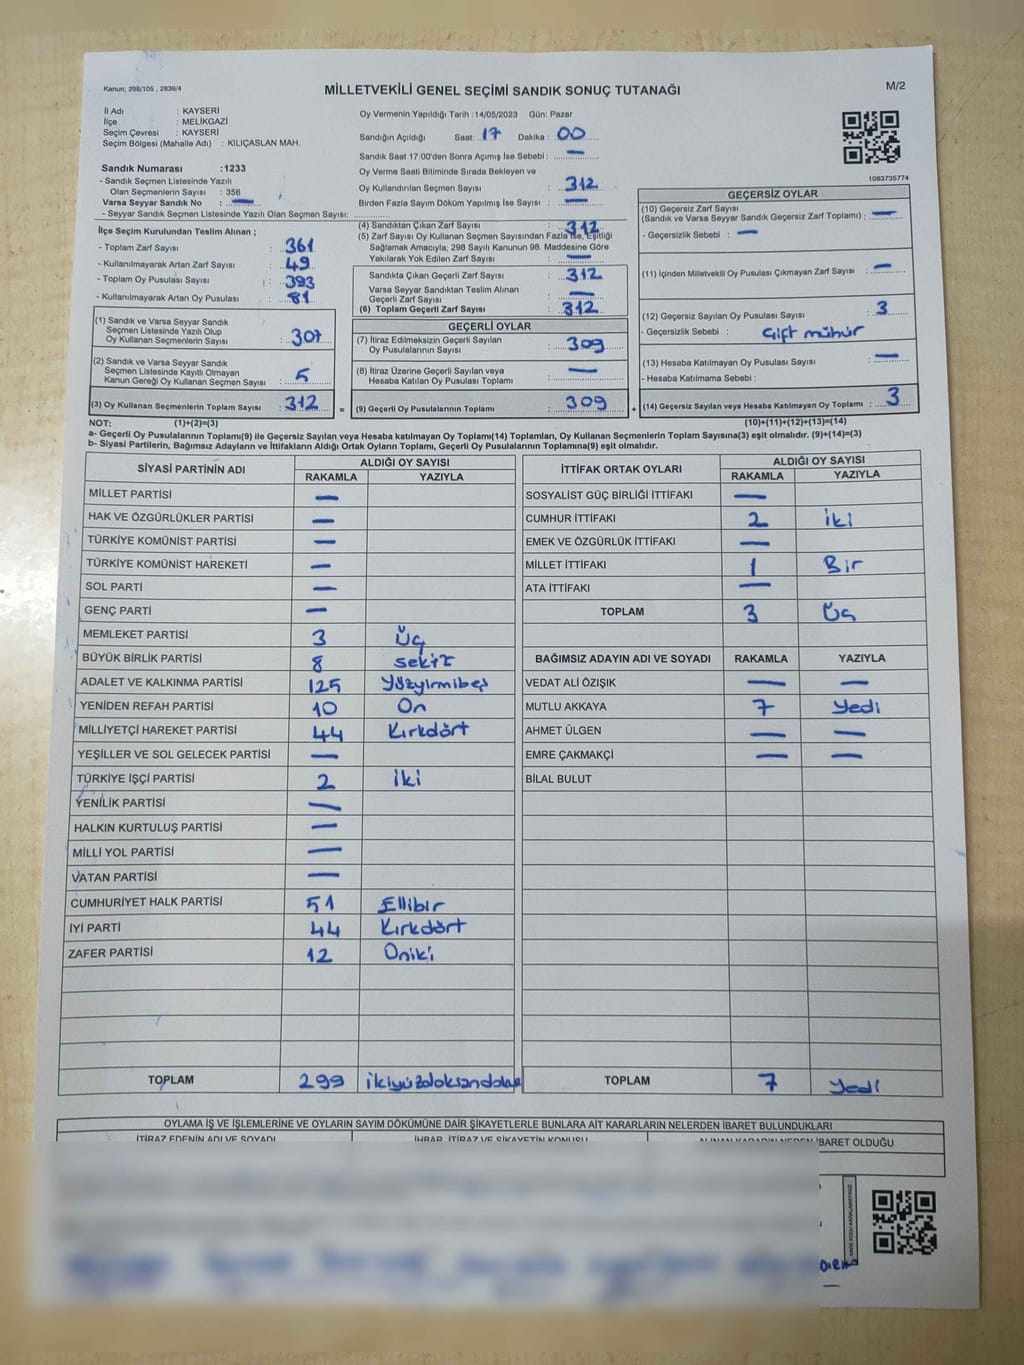 Kanun; 298/105 , 2839/4
MİLLETVEKİLİ GENEL SEÇİMİ SANDIK SONUÇ TUTANAĞI
M/2
İl Adı : KAYSERİ
İlçe : MELİKGAZİ
Seçim Çevresi : KAYSERİ
Seçim Bölgesi (Mahalle Adı) : KILIÇASLAN MAH.
Sandık Numarası :1233
- Sandık Seçmen Listesinde Yazılı
Olan Seçmenlerin Sayısı : 356
Varsa Seyyar Sandık No : —
- Seyyar Sandık Seçmen Listesinde Yazılı Olan Seçmen Sayısı:
İlçe Seçim Kurulundan Teslim Alınan ;
- Toplam Zarf Sayısı : 361
- Kullanılmayarak Artan Zarf Sayısı : 49
- Toplam Oy Pusulası Sayısı : 393
- Kullanılmayarak Artan Oy Pusulası : 81
(1) Sandık ve Varsa Seyyar Sandık
Seçmen Listesinde Yazılı Olup
Oy Kullanan Seçmen Sayısı : 307
(2) Sandık ve Varsa Seyyar Sandık
Seçmen Listesinde Kayıtlı Olmayan
Kanun Gereği Oy Kullanan Seçmen Sayısı : 5
(3) Oy Kullanan Seçmenlerin Toplam Sayısı : 312 =
Oy Vermenin Yapıldığı Tarih : 14/05/2023 Gün: Pazar
Sandığın Açıldığı Saat: 17 Dakika : 00
Sandık Saat 17:00'den Sonra Açımış İse Sebebi : —
Oy Verme Saati Bitiminde Sırada Bekleyen ve
Oy Kullandırılan Seçmen Sayısı : 312
Birden Fazla Sayım Döküm Yapılmış İse Sayısı : —
(4) Sandıktan Çıkan Zarf Sayısı : 312
(5) Zarf Sayısı Oy Kullanan Seçmen Sayısından Fazla ise, Eşitliği
Sağlamak Amacıyla; 298 Sayılı Kanunun 98. Maddesine Göre
Yakılarak Yok Edilen Zarf Sayısı : —
Sandıkta Çıkan Geçerli Zarf Sayısı : 312
Varsa Seyyar Sandıktan Teslim Alınan
Geçerli Zarf Sayısı : —
(6) Toplam Geçerli Zarf Sayısı : 312
GEÇERLİ OYLAR
(7) İtiraz Edilmeksizin Geçerli Sayılan
Oy Pusulalarının Sayısı : 309
(8) İtiraz Üzerine Geçerli Sayılan veya
Hesaba Katılan Oy Pusulası Toplamı : —
(9) Geçerli Oy Pusulalarının Toplamı : 309 +
1083735774
GEÇERSİZ OYLAR
(10) Geçersiz Zarf Sayısı
(Sandık ve Varsa Seyyar Sandık Geçersiz Zarf Toplamı) : —
- Geçersizlik Sebebi : —
(11) İçinden Milletvekili Oy Pusulası Çıkmayan Zarf Sayısı : —
(12) Geçersiz Sayılan Oy Pusulası Sayısı : 3
- Geçersizlik Sebebi : Çift mühür
(13) Hesaba Katılmayan Oy Pusulası Sayısı : —
- Hesaba Katılmama Sebebi :
(14) Geçersiz Sayılan veya Hesaba Katılmayan Oy Toplamı : 3
NOT: (1)+(2)=(3) (10)+(11)+(12)+(13)=(14)
a- Geçerli Oy Pusulalarının Toplamı(9) ile Geçersiz Sayılan veya Hesaba katılmayan Oy Toplamı(14) Toplamları, Oy Kullanan Seçmenlerin Toplam Sayısına(3) eşit olmalıdır. (9)+(14)=(3)
b- Siyasi Partilerin, Bağımsız Adayların ve İttifakların Aldığı Ortak Oyların Toplamı, Geçerli Oy Pusulalarının Toplamına(9) eşit olmalıdır.
SİYASİ PARTİNİN ADI ALDIĞI OY SAYISI
RAKAMLA YAZIYLA
MİLLET PARTİSİ —
HAK VE ÖZGÜRLÜKLER PARTİSİ —
TÜRKİYE KOMÜNİST PARTİSİ —
TÜRKİYE KOMÜNİST HAREKETİ —
SOL PARTİ —
GENÇ PARTİ —
MEMLEKET PARTİSİ 3 Üç
BÜYÜK BİRLİK PARTİSİ 8 sekiz
ADALET VE KALKINMA PARTİSİ 125 Yüzyirmibeş
YENİDEN REFAH PARTİSİ 10 On
MİLLİYETÇİ HAREKET PARTİSİ 44 Kırkdört
YEŞİLLER VE SOL GELECEK PARTİSİ —
TÜRKİYE İŞÇİ PARTİSİ 2 iki
YENİLİK PARTİSİ —
HALKIN KURTULUŞ PARTİSİ —
MİLLİ YOL PARTİSİ —
VATAN PARTİSİ —
CUMHURİYET HALK PARTİSİ 51 Ellibir
İYİ PARTİ 44 Kırkdört
ZAFER PARTİSİ 12 Oniki
TOPLAM 299
İTTİFAK ORTAK OYLARI ALDIĞI OY SAYISI
RAKAMLA YAZIYLA
SOSYALİST GÜÇ BİRLİĞİ İTTİFAKI —
CUMHUR İTTİFAKI 2 iki
EMEK VE ÖZGÜRLÜK İTTİFAKI —
MİLLET İTTİFAKI 1 Bir
ATA İTTİFAKI —
TOPLAM 3 Üç
BAĞIMSIZ ADAYIN ADI VE SOYADI RAKAMLA YAZIYLA
VEDAT ALİ ÖZIŞIK — —
MUTLU AKKAYA 7 Yedi
AHMET ÜLGEN — —
EMRE ÇAKMAKÇİ — —
BİLAL BULUT
TOPLAM 7 Yedi
OYLAMA İŞ VE İŞLEMLERİNE VE OYLARIN SAYIM DÖKÜMÜNE DAİR ŞİKAYETLERLE BUNLARA AİT KARARLARIN NELERDEN İBARET BULUNDUKLARI
İTİRAZ EDENİN ADI VE SOYADI İHBAR, İTİRAZ VE ŞİKAYETİN KONUSU ALINAN KARARIN NEDEN İBARET OLDUĞU